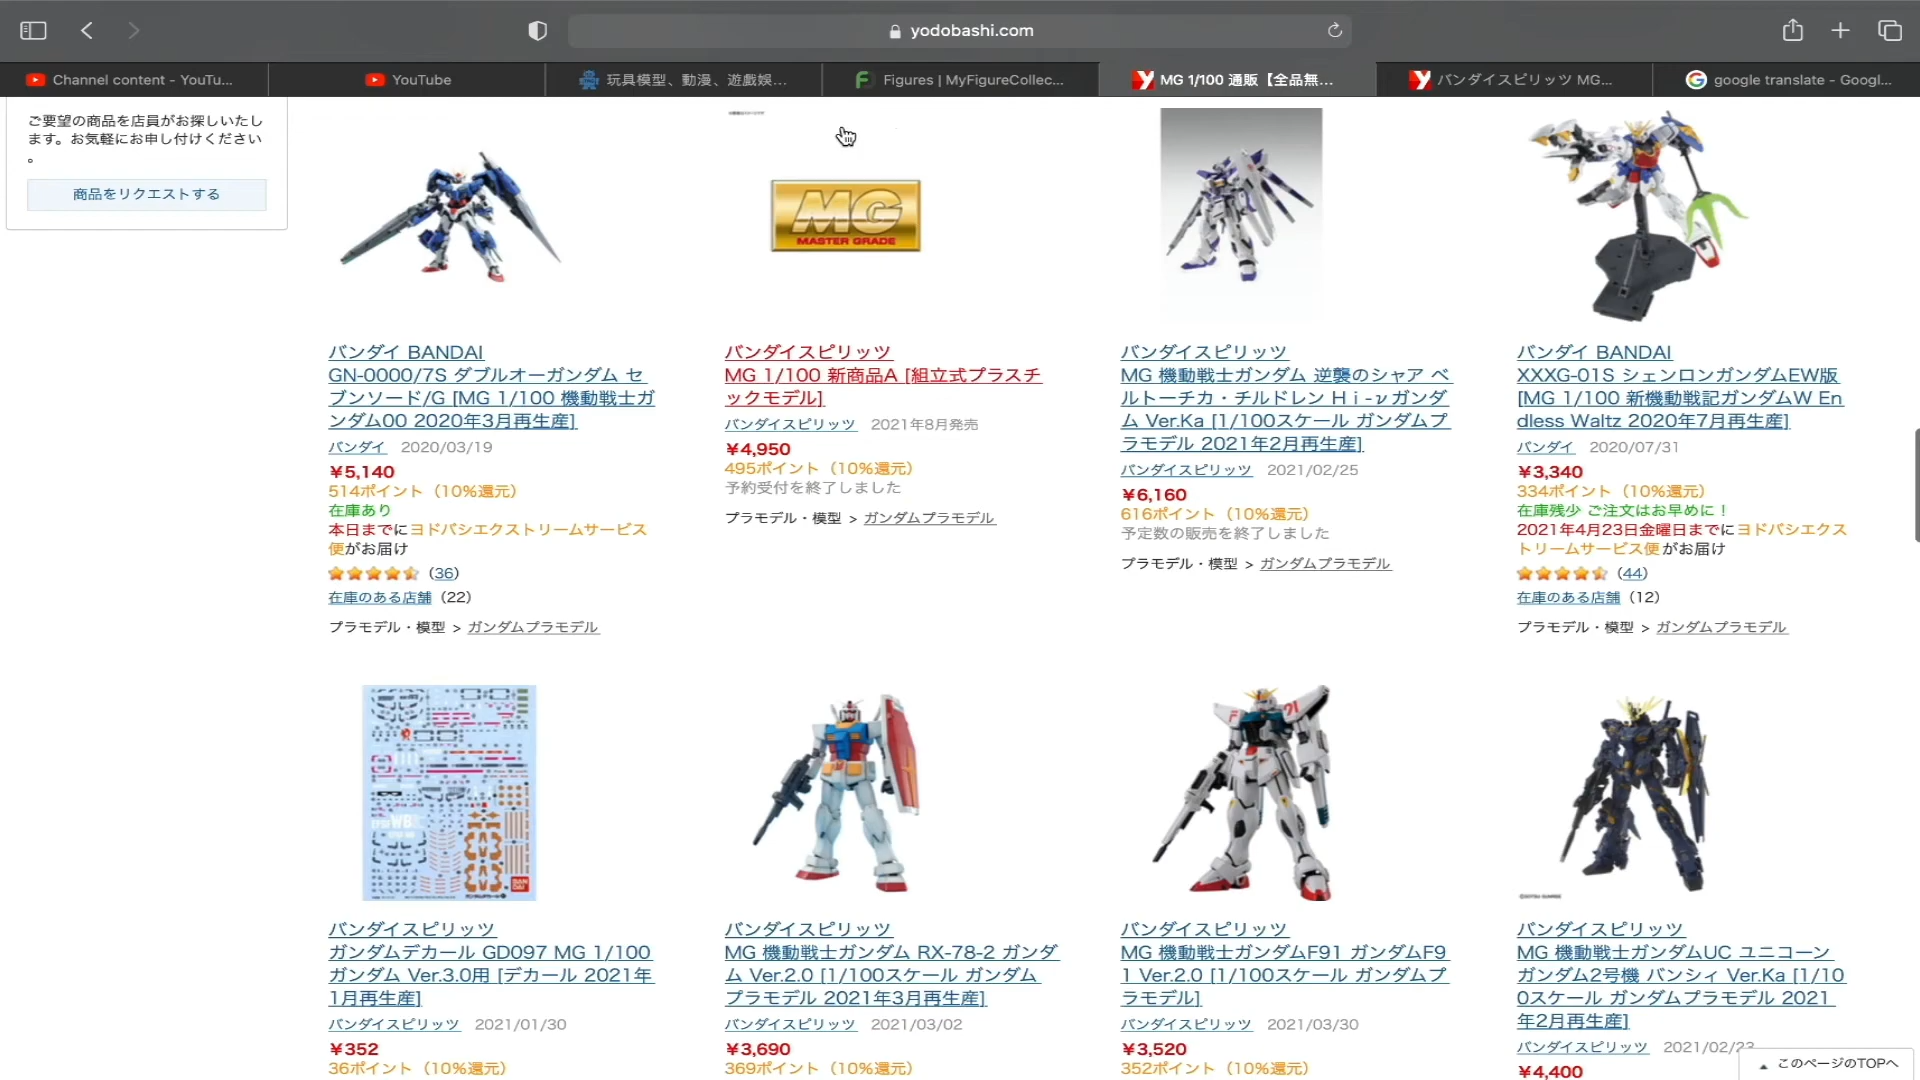 yodobashi.com
Channel content - YouTu...
YouTube
玩具模型、動漫、遊戲娛...
Figures | MyFigureCollec...
MG 1/100 通販【全品無...
バンダイスピリッツ MG...
google translate - Googl...
ご要望の商品を店員がお探しいたし
ます。お気軽にお申し付けください
。
商品をリクエストする
MG
MASTER GRADE
バンダイ BANDAI
GN-0000/7S ダブルオーガンダム セ
ブンソード/G [MG 1/100 機動戦士ガ
ンダム00 2020年3月再生産]
バンダイ 2020/03/19
¥5,140
514ポイント（10%還元）
在庫あり
本日までにヨドバシエクストリームサービス
便がお届け
(36)
在庫のある店舗（22）
プラモデル・模型 > ガンダムプラモデル
バンダイスピリッツ
MG 1/100 新商品A [組立式プラスチ
ックモデル]
バンダイスピリッツ 2021年8月発売
¥4,950
495ポイント（10%還元）
予約受付を終了しました
プラモデル・模型 > ガンダムプラモデル
バンダイスピリッツ
MG 機動戦士ガンダム 逆襲のシャア ベ
ルトーチカ・チルドレン Ｈｉ-νガンダ
ム Ver.Ka [1/100スケール ガンダムプ
ラモデル 2021年2月再生産]
バンダイスピリッツ 2021/02/25
¥6,160
616ポイント（10%還元）
予定数の販売を終了しました
プラモデル・模型 > ガンダムプラモデル
バンダイ BANDAI
XXXG-01S シェンロンガンダムEW版
[MG 1/100 新機動戦記ガンダムW En
dless Waltz 2020年7月再生産]
バンダイ 2020/07/31
¥3,340
334ポイント（10%還元）
在庫残少 ご注文はお早めに！
2021年4月23日金曜日までにヨドバシエクス
トリームサービス便がお届け
(44)
在庫のある店舗（12）
プラモデル・模型 > ガンダムプラモデル
WB
BAN
DAI
バンダイスピリッツ
ガンダムデカール GD097 MG 1/100
ガンダム Ver.3.0用 [デカール 2021年
1月再生産]
バンダイスピリッツ 2021/01/30
¥352
36ポイント（10%還元）
バンダイスピリッツ
MG 機動戦士ガンダム RX-78-2 ガンダ
ム Ver.2.0 [1/100スケール ガンダム
プラモデル 2021年3月再生産]
バンダイスピリッツ 2021/03/02
¥3,690
369ポイント（10%還元）
バンダイスピリッツ
MG 機動戦士ガンダムF91 ガンダムF9
1 Ver.2.0 [1/100スケール ガンダムプ
ラモデル]
バンダイスピリッツ 2021/03/30
¥3,520
352ポイント（10%還元）
バンダイスピリッツ
MG 機動戦士ガンダムUC ユニコーン
ガンダム2号機 バンシィ Ver.Ka [1/10
0スケール ガンダムプラモデル 2021
年2月再生産]
バンダイスピリッツ 2021/02/23
¥4,400
このページのTOPへ